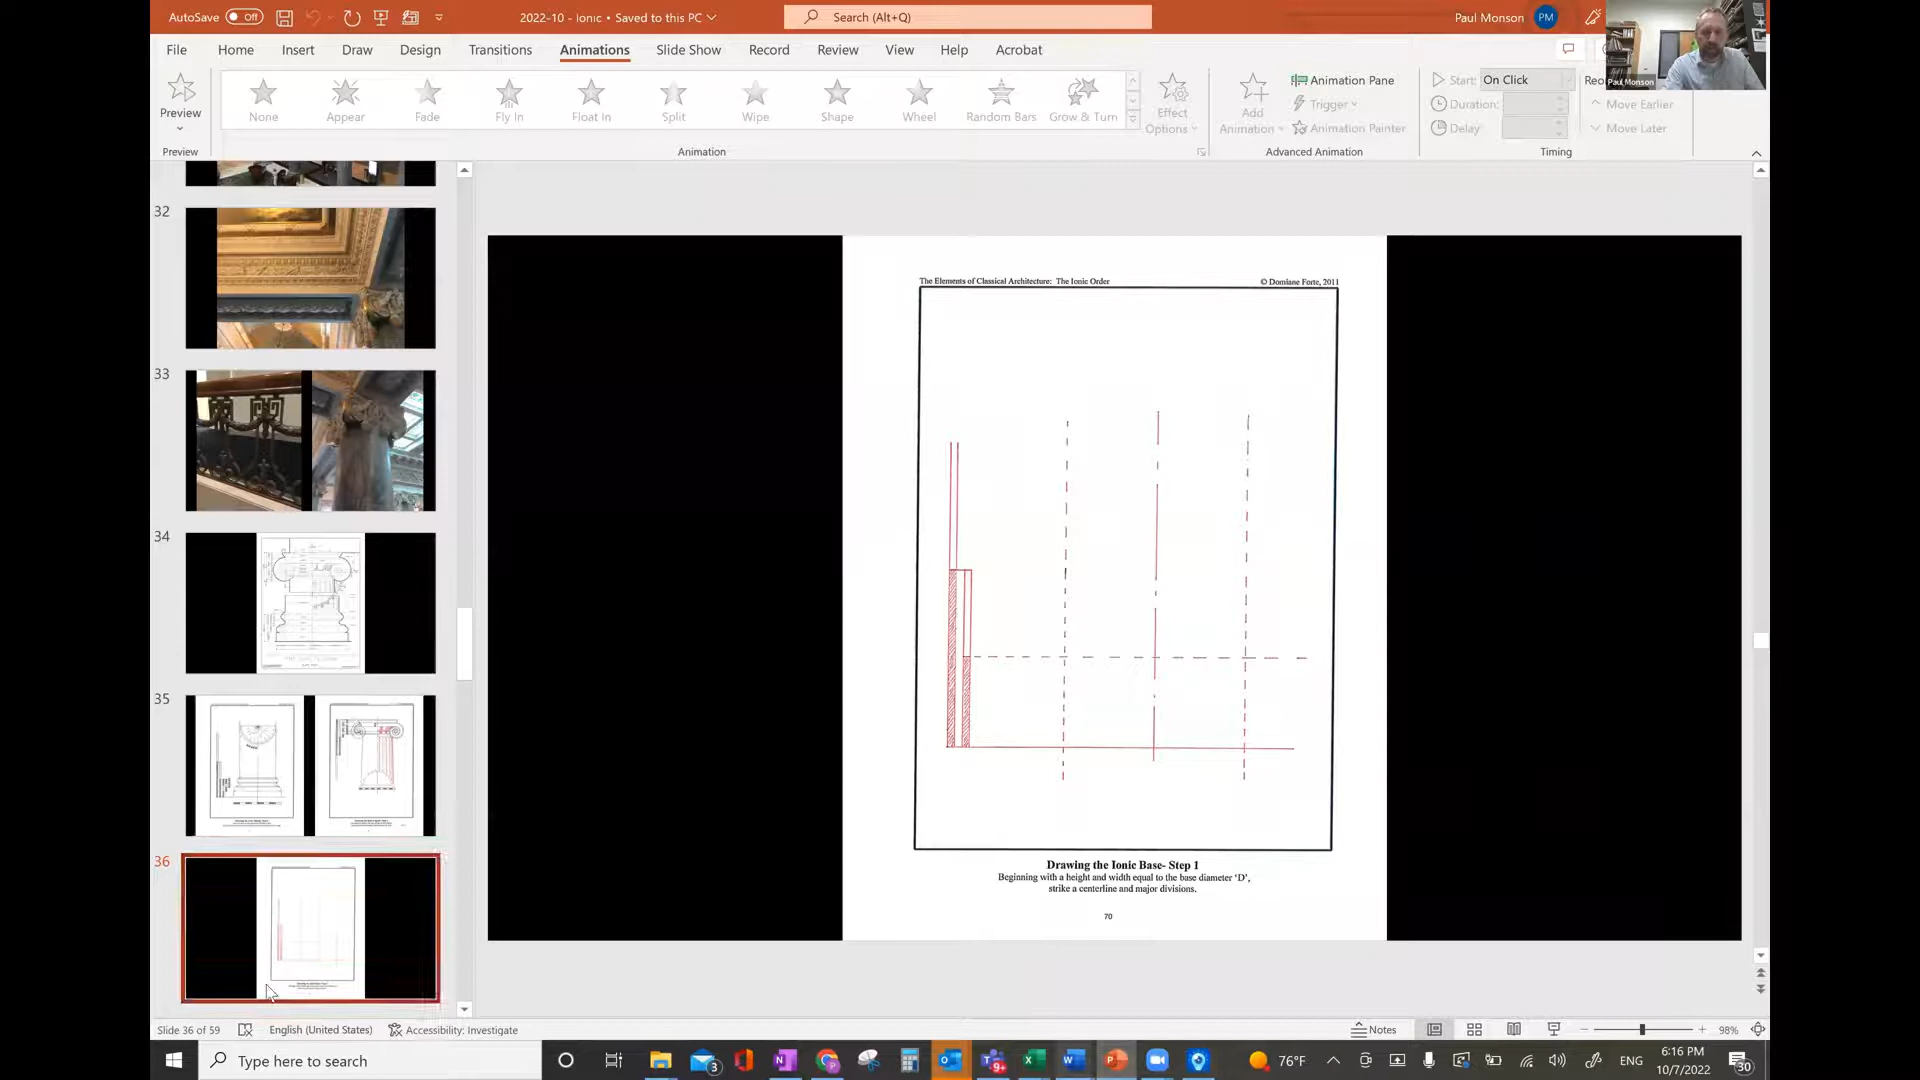 AutoSave Off
2022-10 - ionic • Saved to this PC
Search (Alt+Q)
Paul Monson PM
File Home Insert Draw Design Transitions Animations Slide Show Record Review View Help Acrobat
Paul Monson
Preview
None Appear Fade Fly In Float In Split Wipe Shape Wheel Random Bars Grow & Turn
Effect Options
Add Animation
Animation Pane
Trigger
Animation Painter
Start: On Click
Duration:
Delay:
Reo
Move Earlier
Move Later
Preview Animation Advanced Animation Timing
32
33
34
35
36
The Elements of Classical Architecture: The Ionic Order © Domiane Forte, 2011
Drawing the Ionic Base- Step 1
Beginning with a height and width equal to the base diameter ‘D’,
strike a centerline and major divisions.
70
Slide 36 of 59 English (United States) Accessibility: Investigate Notes 98%
Type here to search
3
9+
76°F
ENG
6:16 PM
10/7/2022
30